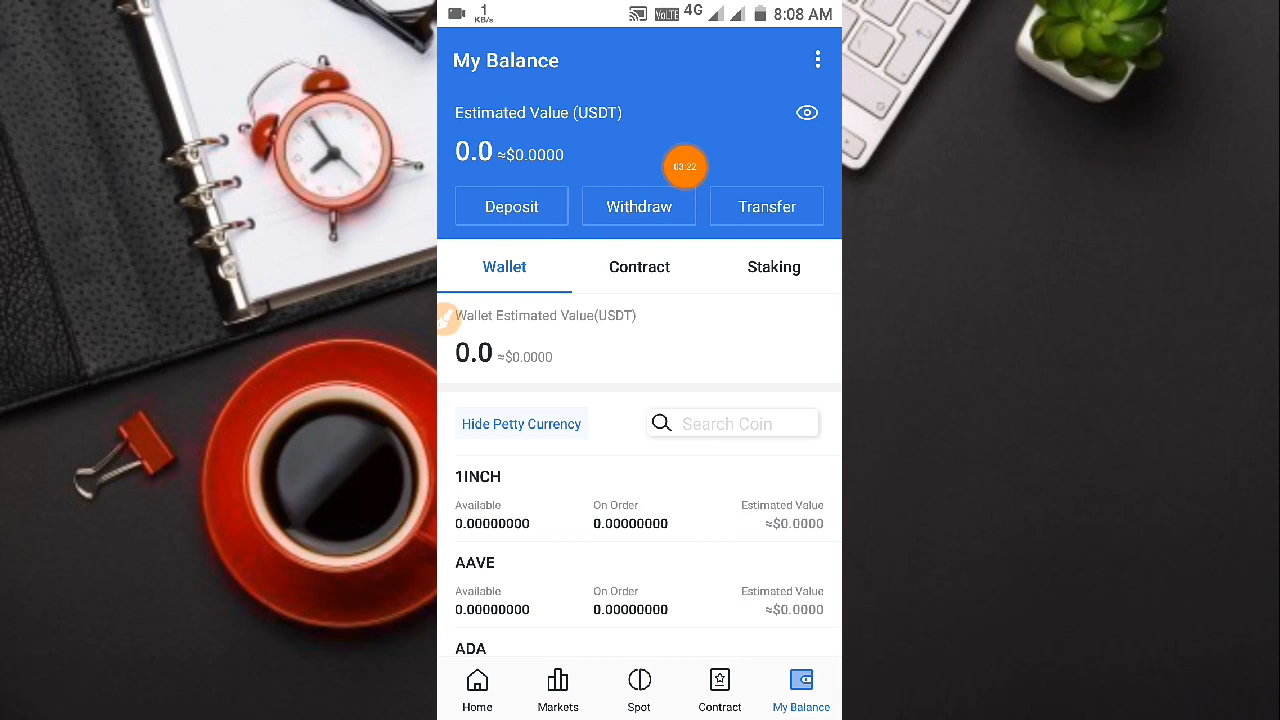 1
KB/s
VoLTE 4G 8:08 AM
My Balance
Estimated Value (USDT)
0.0 ≈$0.0000
03:22
Deposit Withdraw Transfer
Wallet Contract Staking
Wallet Estimated Value(USDT)
0.0 ≈$0.0000
Hide Petty Currency Search Coin
1INCH
Available On Order Estimated Value
0.00000000 0.00000000 ≈$0.0000
AAVE
Available On Order Estimated Value
0.00000000 0.00000000 ≈$0.0000
ADA
Home Markets Spot Contract My Balance